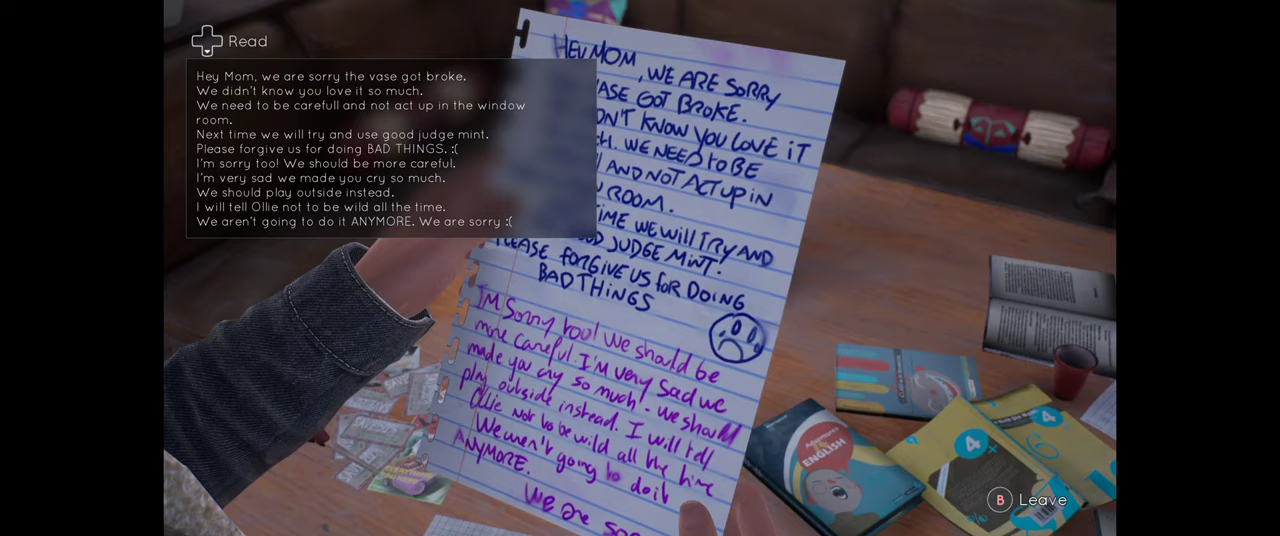 Read
Hey Mom, we are sorry the vase got broke.
We didn't know you love it so much.
We need to be carefull and not act up in the window
room.
Next time we will try and use good judge mint.
Please forgive us for doing BAD THINGS. :(
I'm sorry too! We should be more careful.
I'm very sad we made you cry so much.
We should play outside instead.
I will tell Ollie not to be wild all the time.
We aren't going to do it ANYMORE. We are sorry :(
HEY MOM, WE ARE SORRY
VASE GOT BROKE.
DN'T KNOW YOU LOVE IT
CH. WE NEED to BE
AND NOT ACT UP iN
ROOM.
TiME WE WiLL TRY AND
JUDGE MiNT.
PLEASE FORGiVE US FOR DOiNG
BAD THiNGS
I'M Sorry too! We should be
more careful. I'm very sad we
made you cry so much. We should
play outside instead. I will tell
Ollie not to be wild all the time
We aren't going to do it
ANYMORE.
We are so
Adventures
ENGLISH
4
4
B Leave